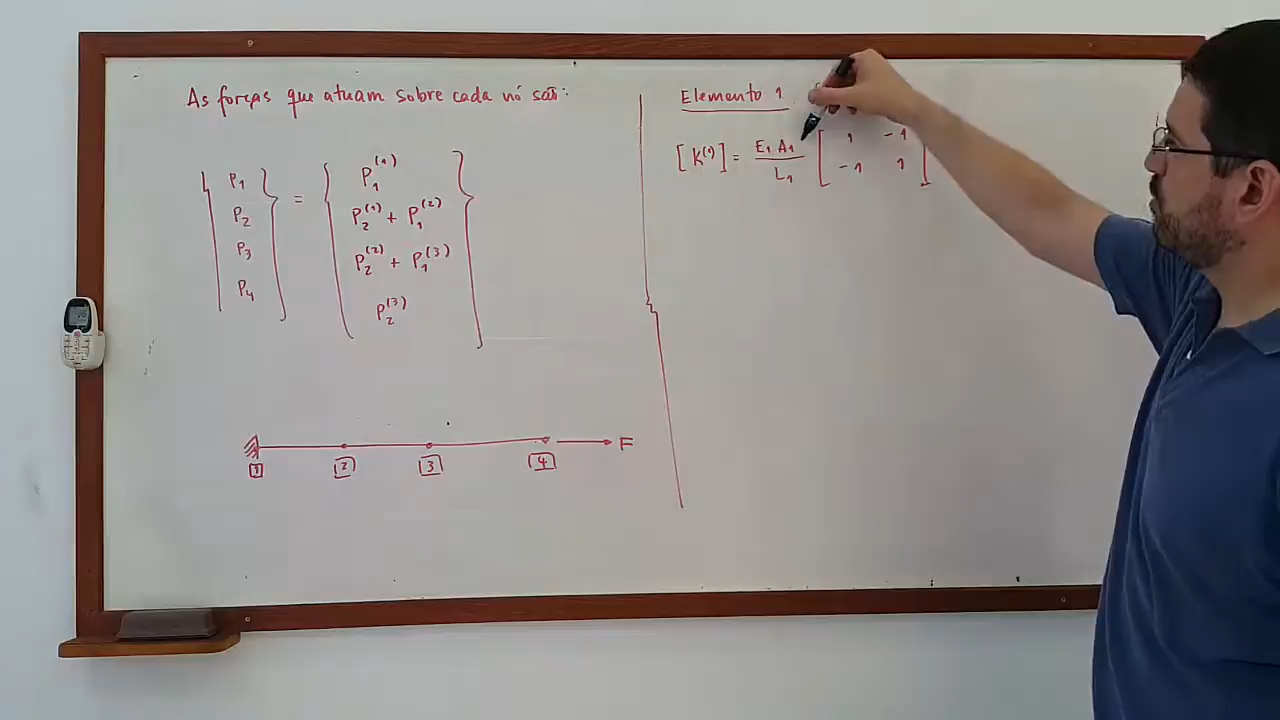 As forças que atuam sobre cada nó são:
P₁ = P₁⁽¹⁾
P₂ P₂⁽¹⁾ + P₁⁽²⁾
P₃ P₂⁽²⁾ + P₁⁽³⁾
P₄ P₂⁽³⁾
F
1 2 3 4
Elemento 1
[K⁽¹⁾] = E₁ A₁ / L₁ [ 1 -1
-1 1 ]